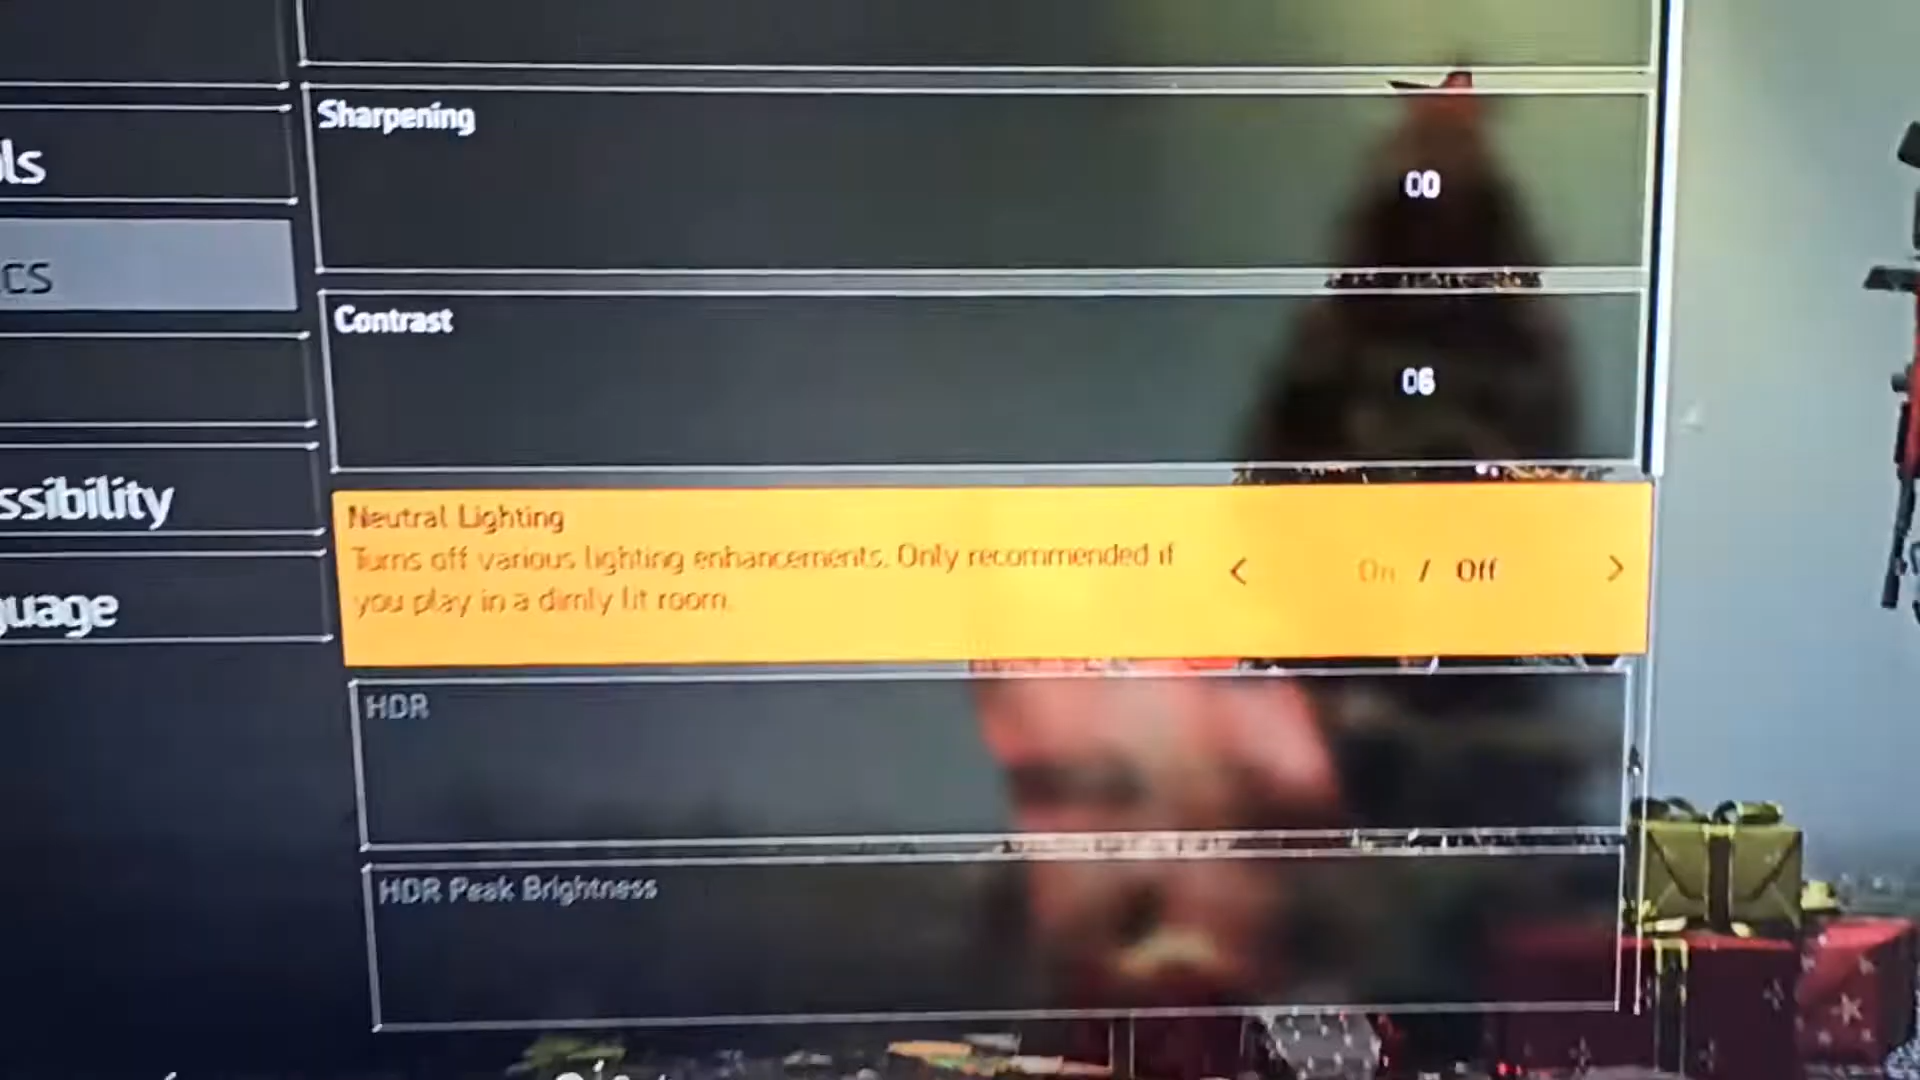 Sharpening
00
ls
cs
Contrast
06
ssibility
guage
Neutral Lighting
Turns off various lighting enhancements. Only recommended if
you play in a dimly lit room.
< On / Off >
HDR
HDR Peak Brightness